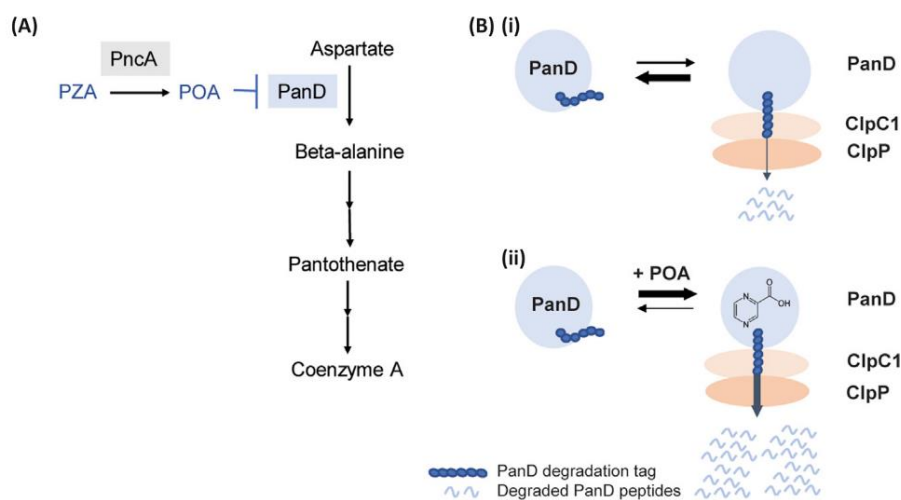 (A)
PncA
PZA
POA
PanD
Aspartate
Beta-alanine
Pantothenate
Coenzyme A
(B) (i)
PanD
PanD
ClpC1
ClpP
(ii)
PanD
+ POA
N
N
O
OH
PanD
ClpC1
ClpP
PanD degradation tag
Degraded PanD peptides